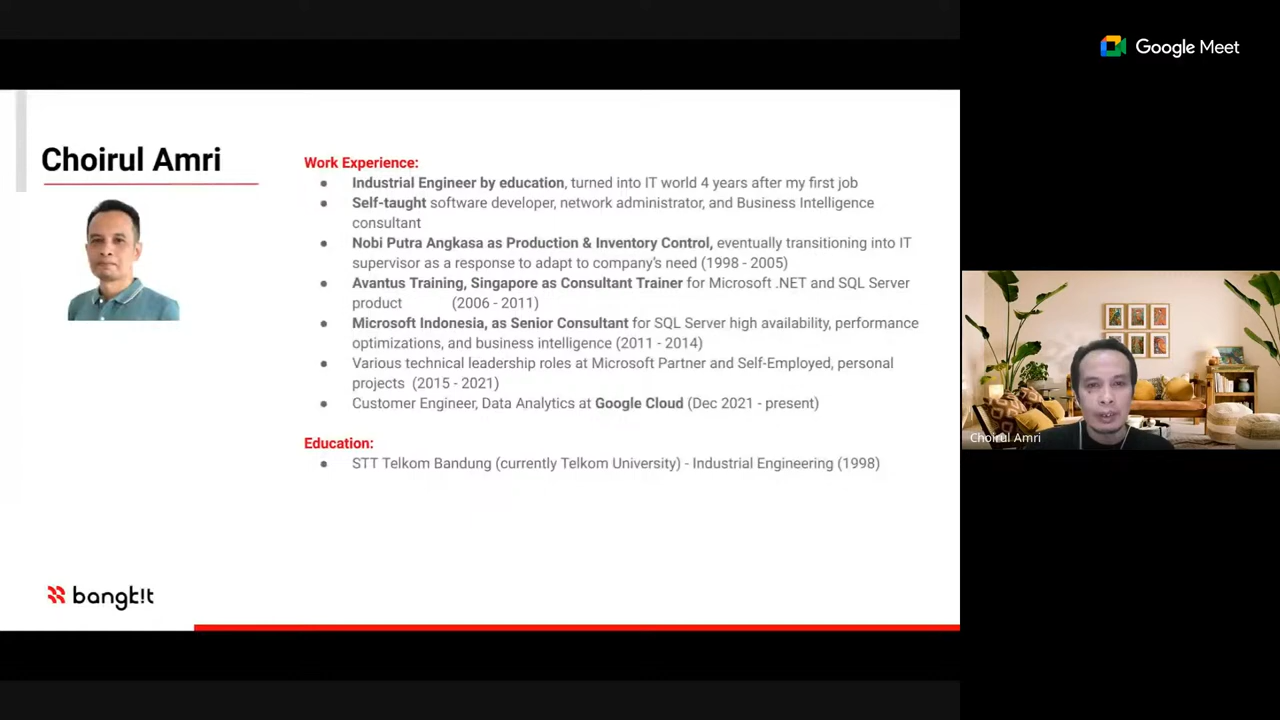 Google Meet
Choirul Amri
Work Experience:
● Industrial Engineer by education, turned into IT world 4 years after my first job
● Self-taught software developer, network administrator, and Business Intelligence
consultant
● Nobi Putra Angkasa as Production & Inventory Control, eventually transitioning into IT
supervisor as a response to adapt to company's need (1998 - 2005)
● Avantus Training, Singapore as Consultant Trainer for Microsoft .NET and SQL Server
product (2006 - 2011)
● Microsoft Indonesia, as Senior Consultant for SQL Server high availability, performance
optimizations, and business intelligence (2011 - 2014)
● Various technical leadership roles at Microsoft Partner and Self-Employed, personal
projects (2015 - 2021)
● Customer Engineer, Data Analytics at Google Cloud (Dec 2021 - present)
Education:
● STT Telkom Bandung (currently Telkom University) - Industrial Engineering (1998)
bangk!t
Choirul Amri